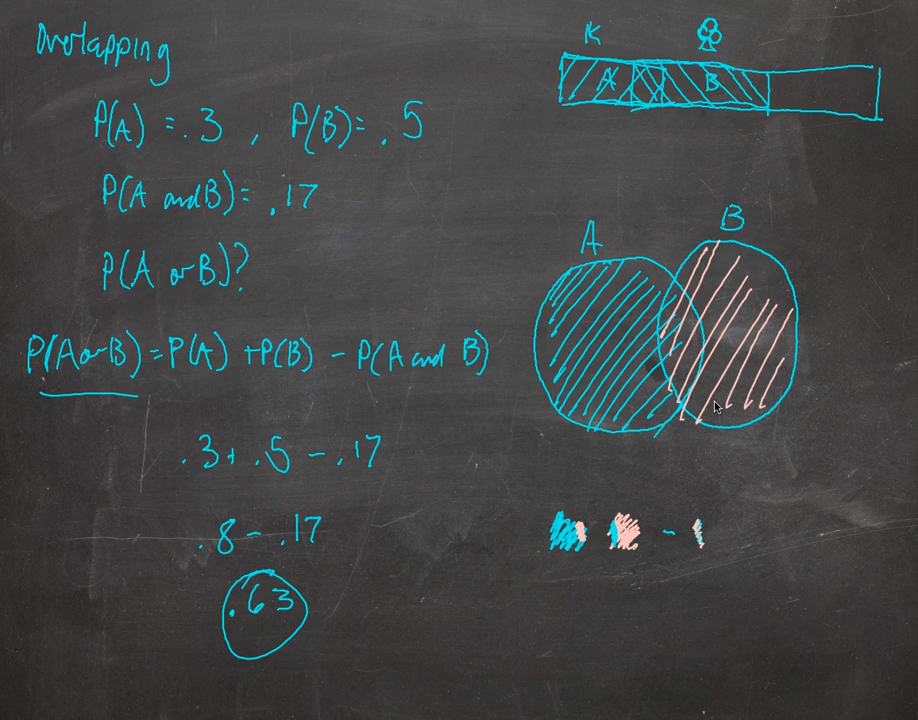 Overlapping
P(A) = .3 , P(B) = .5
P(A and B) = .17
P(A or B)?
P(A or B) = P(A) + P(B) - P(A and B)
.3 + .5 - .17
.8 - .17
.63
K
A B
A B
-